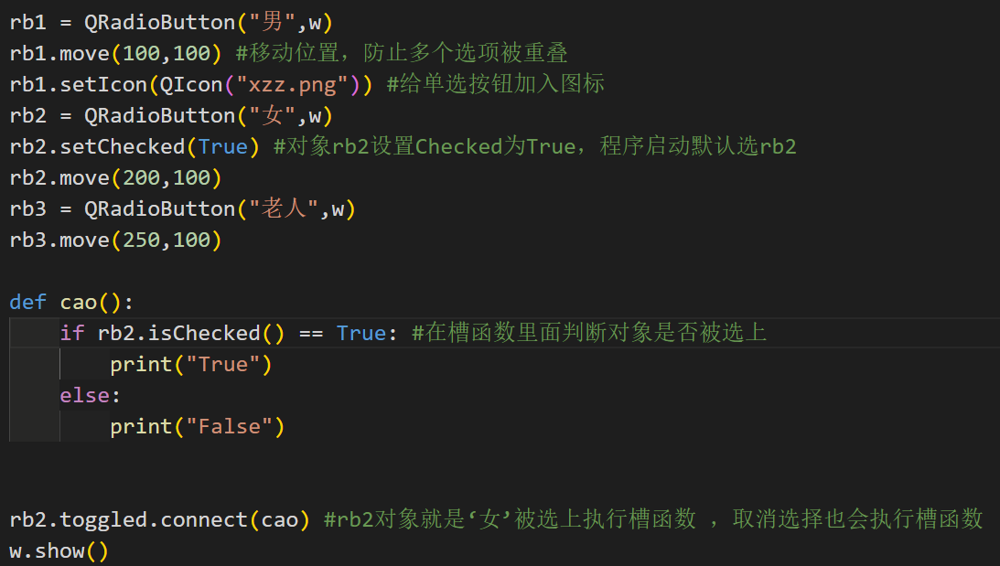 rb1 = QRadioButton("男",w)
rb1.move(100,100) #移动位置，防止多个选项被重叠
rb1.setIcon(QIcon("xzz.png")) #给单选按钮加入图标
rb2 = QRadioButton("女",w)
rb2.setChecked(True) #对象rb2设置Checked为True，程序启动默认选rb2
rb2.move(200,100)
rb3 = QRadioButton("老人",w)
rb3.move(250,100)

def cao():
    if rb2.isChecked() == True: #在槽函数里面判断对象是否被选上
        print("True")
    else:
        print("False")


rb2.toggled.connect(cao) #rb2对象就是‘女’被选上执行槽函数 ，取消选择也会执行槽函数
w.show()